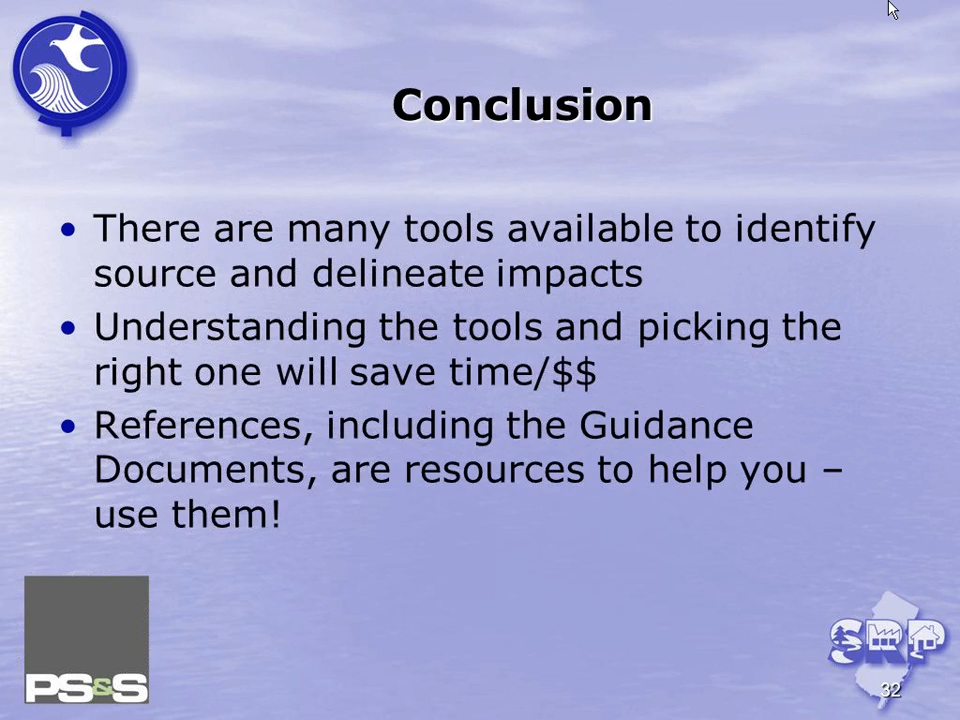 Conclusion
• There are many tools available to identify
source and delineate impacts
• Understanding the tools and picking the
right one will save time/$$
• References, including the Guidance
Documents, are resources to help you –
use them!
PS&S
SRP
32